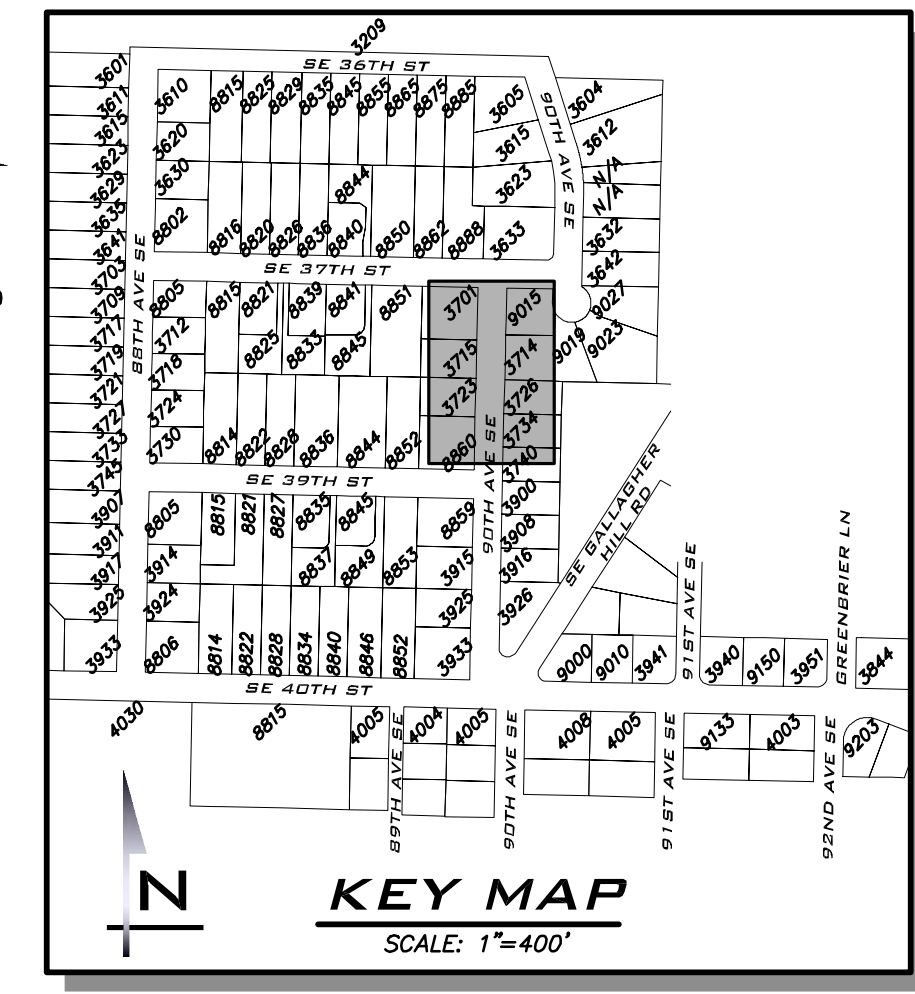 3209
SE 36TH ST
3601
3611
3615
3623
3629
3635
3641
3703
3709
3717
3719
3721
3727
3733
3745
3907
3911
3917
3925
3933
88TH AVE SE
3610 8815 8825 8829 8835 8845 8855 8865 8875 8885 3605
3620
3630
8802
3615
3623
90TH AVE SE
3604
3612
N/A
N/A
3632
3642
9027
9023
9019
8844
8816 8820 8826 8836 8840 8850 8862 8888 3633
SE 37TH ST
8805 8815 8821 8839 8841 8851 3701 9015
3712 8825 8833 8845 3715 3714
3718
3724
3723 3726
3734
3730 8814 8822 8828 8836 8844 8852 8860
3740
90TH AVE SE
SE 39TH ST
3900
8805 8815 8821 8827 8835 8845 8859
3908
3914 8837 8849 8853 3915
3916
3924
3925
3926
8806 8814 8822 8828 8834 8840 8846 8852 3933
SE GALLAGHER
HILL RD
91ST AVE SE
GREENBRIER LN
9000 9010 3941 3940 9150 3951 3844
SE 40TH ST
4030 8815 4005 4004 4005 4008 4005 9133 4003 9203
89TH AVE SE
90TH AVE SE
91ST AVE SE
92ND AVE SE
N
KEY MAP
SCALE: 1"=400'